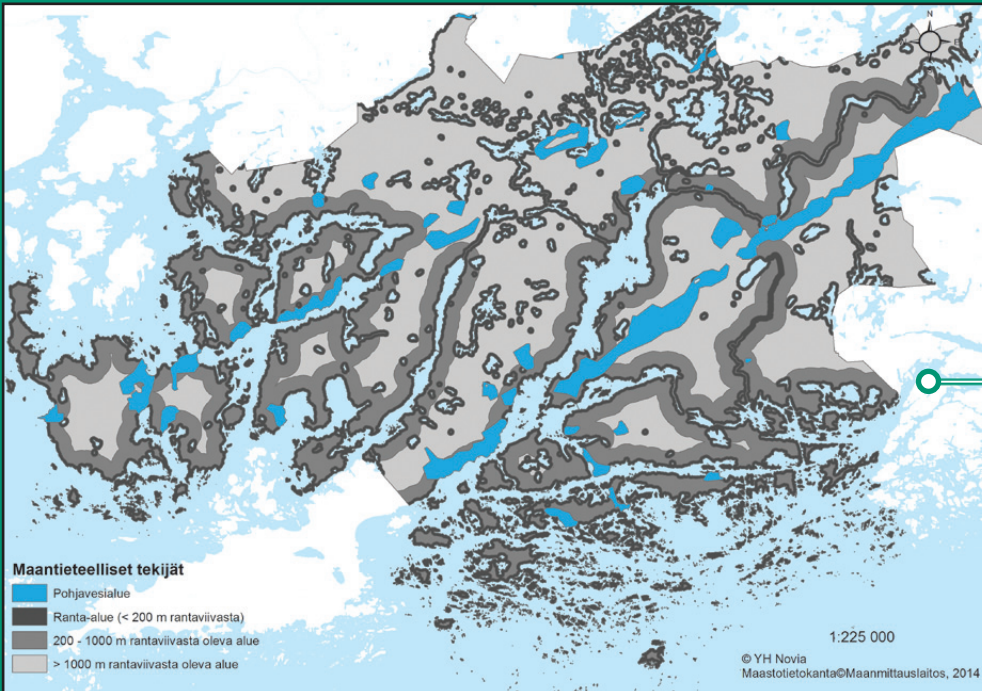 N
Maantieteelliset tekijät
Pohjavesialue
Ranta-alue (< 200 m rantaviivasta)
200 - 1000 m rantaviivasta oleva alue
> 1000 m rantaviivasta oleva alue
1:225 000
© YH Novia
Maastotietokanta©Maanmittauslaitos, 2014